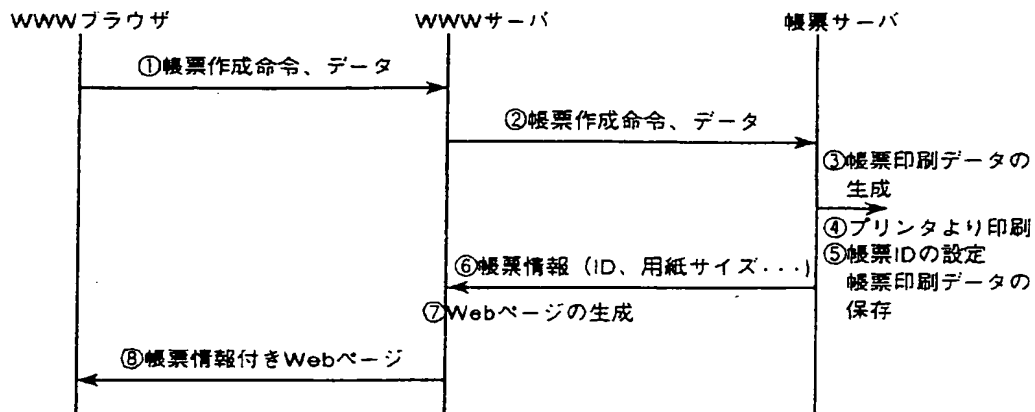 WWWブラウザ
WWWサーバ
帳票サーバ
①帳票作成命令、データ
②帳票作成命令、データ
③帳票印刷データの
生成
④プリンタより印刷
⑤帳票IDの設定
帳票印刷データの
保存
⑥帳票情報（ID、用紙サイズ・・・)
⑦Webページの生成
⑧帳票情報付きWebページ